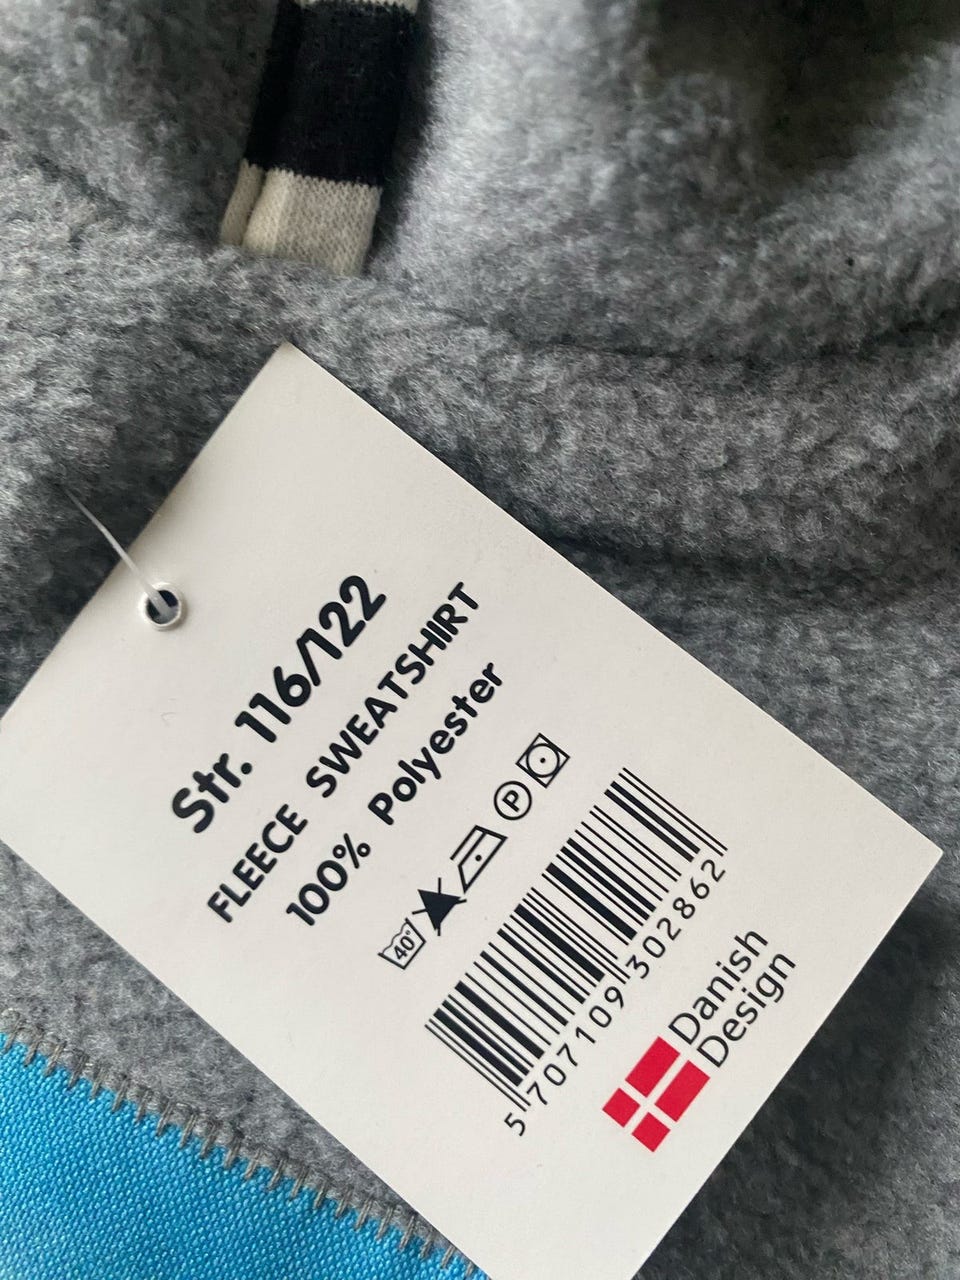 Str. 116/122
FLEECE SWEATSHIRT
100% Polyester
40° P
5 707109 302862
Danish
Design